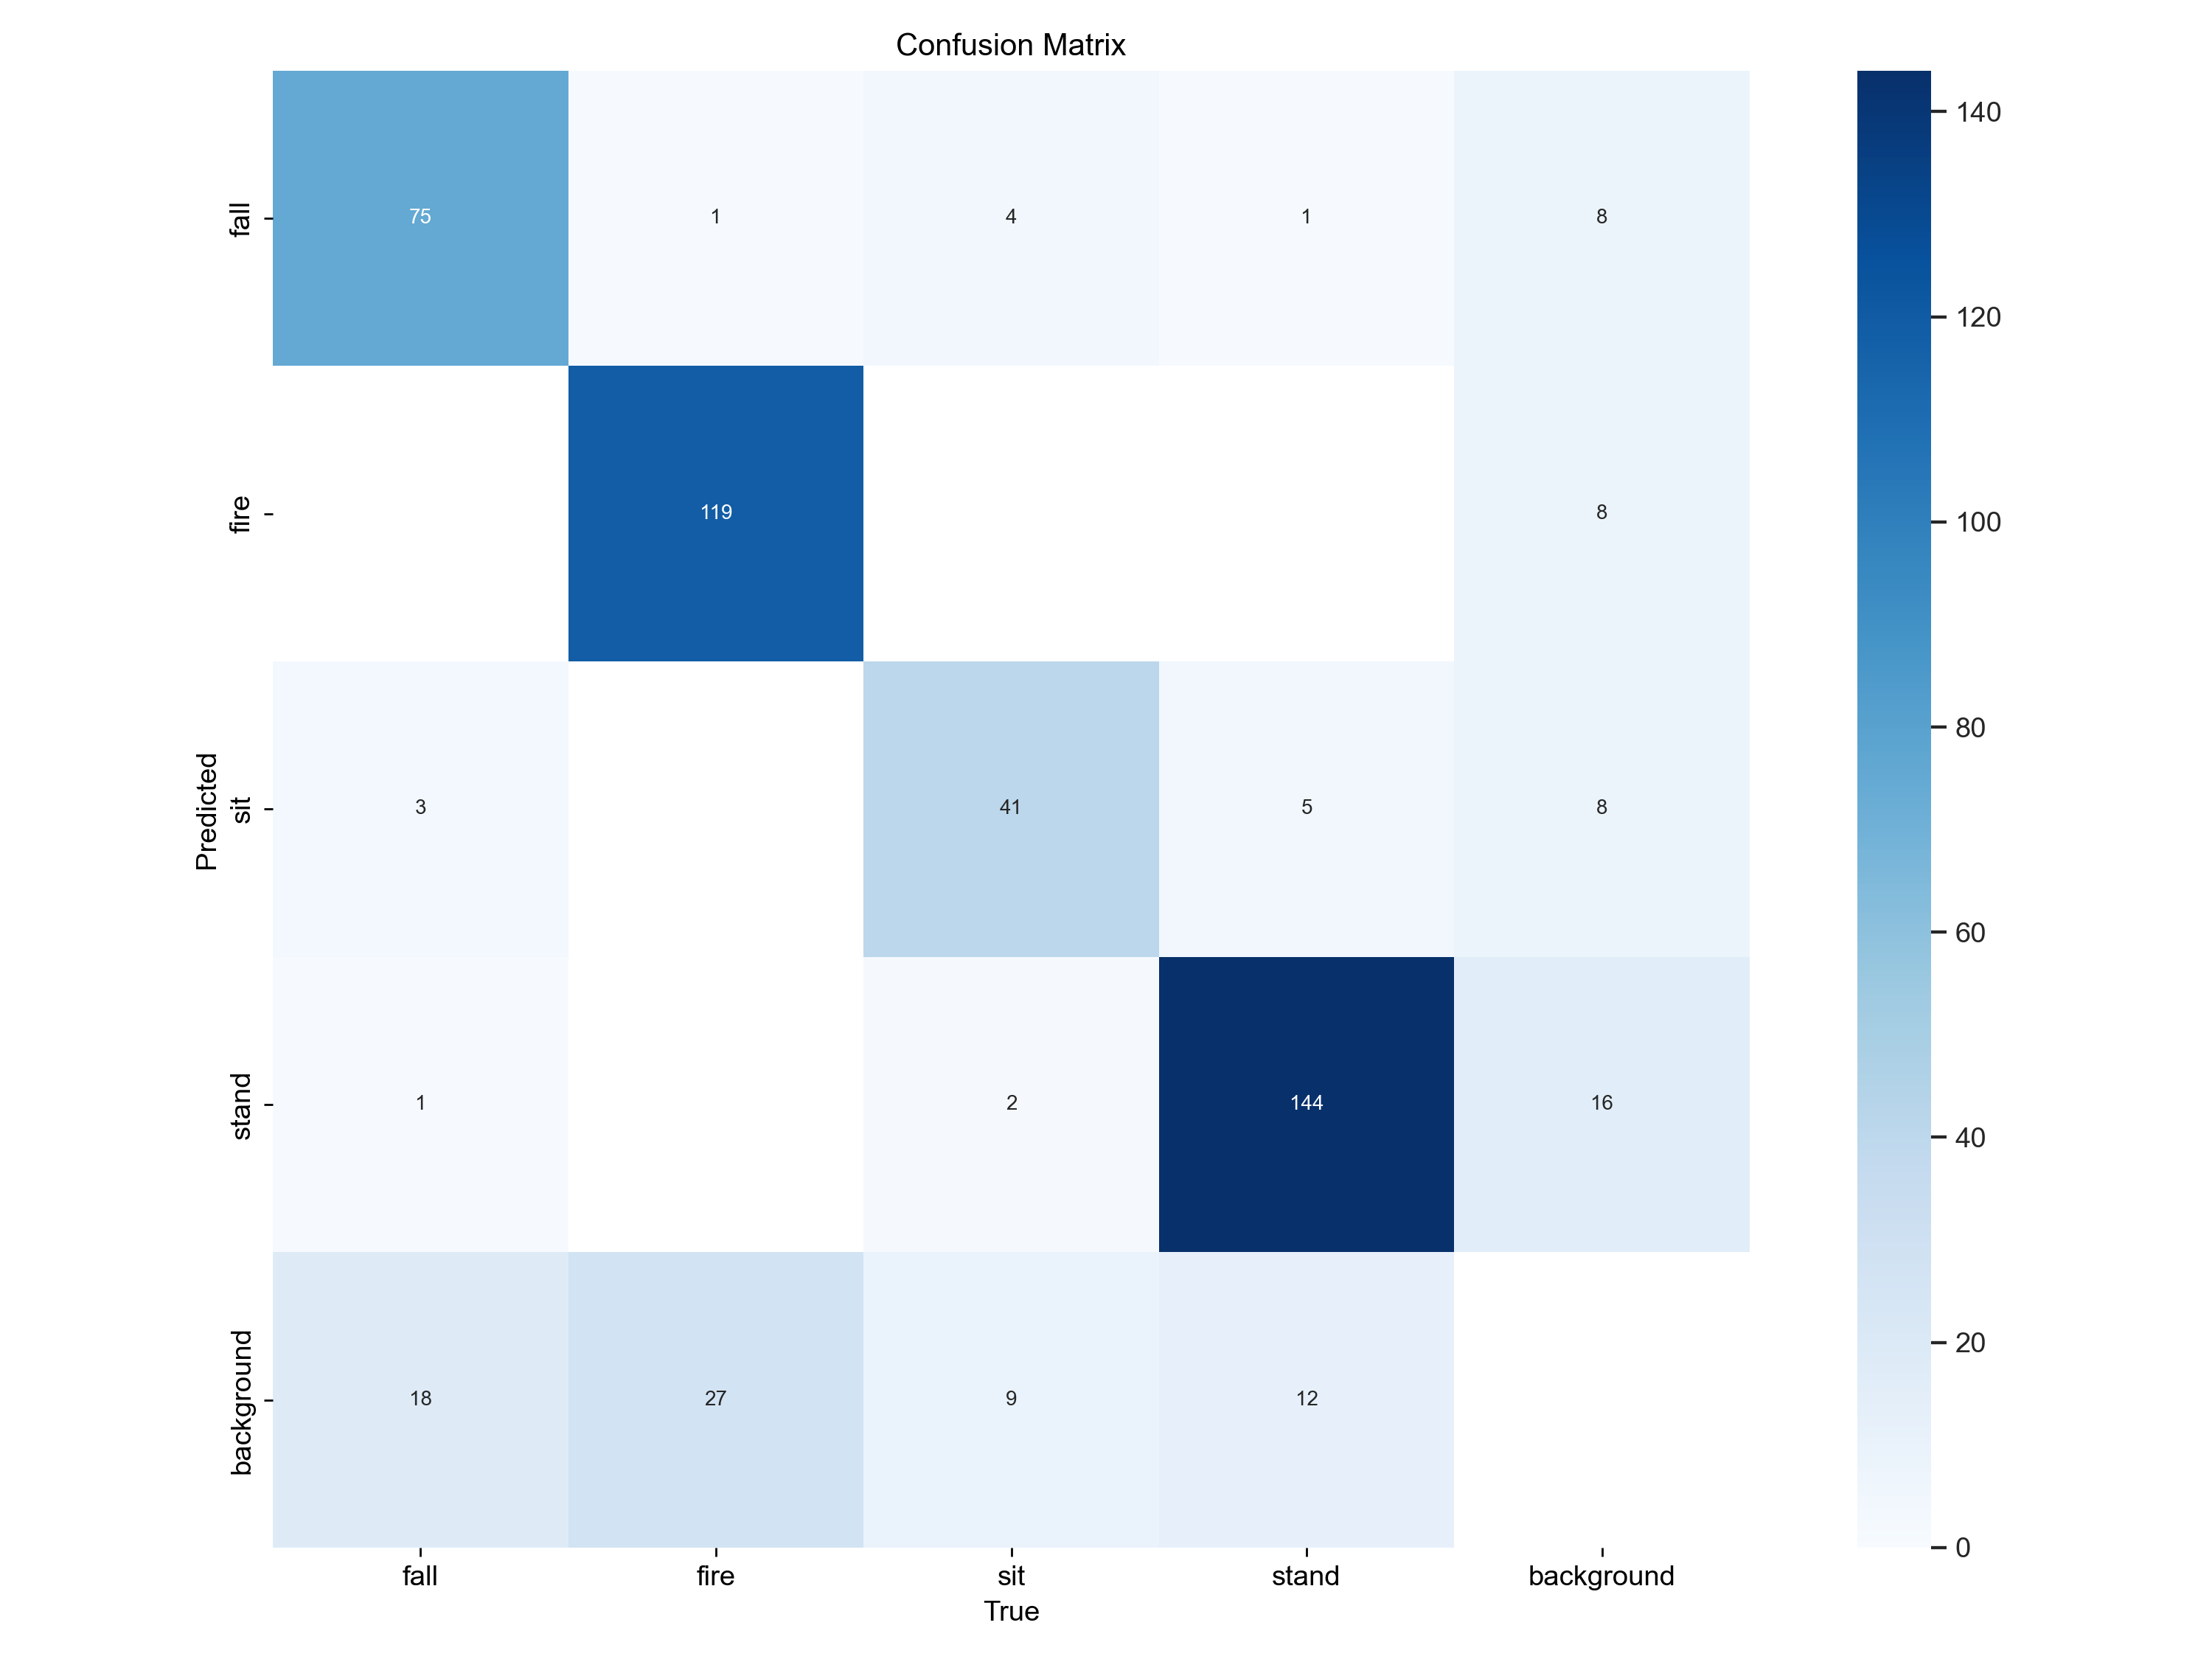 Confusion Matrix
fall 75 1 4 1 8
fire 119 8
sit 3 41 5 8
stand 1 2 144 16
background 18 27 9 12
fall fire sit stand background
True
Predicted
140
120
100
80
60
40
20
0